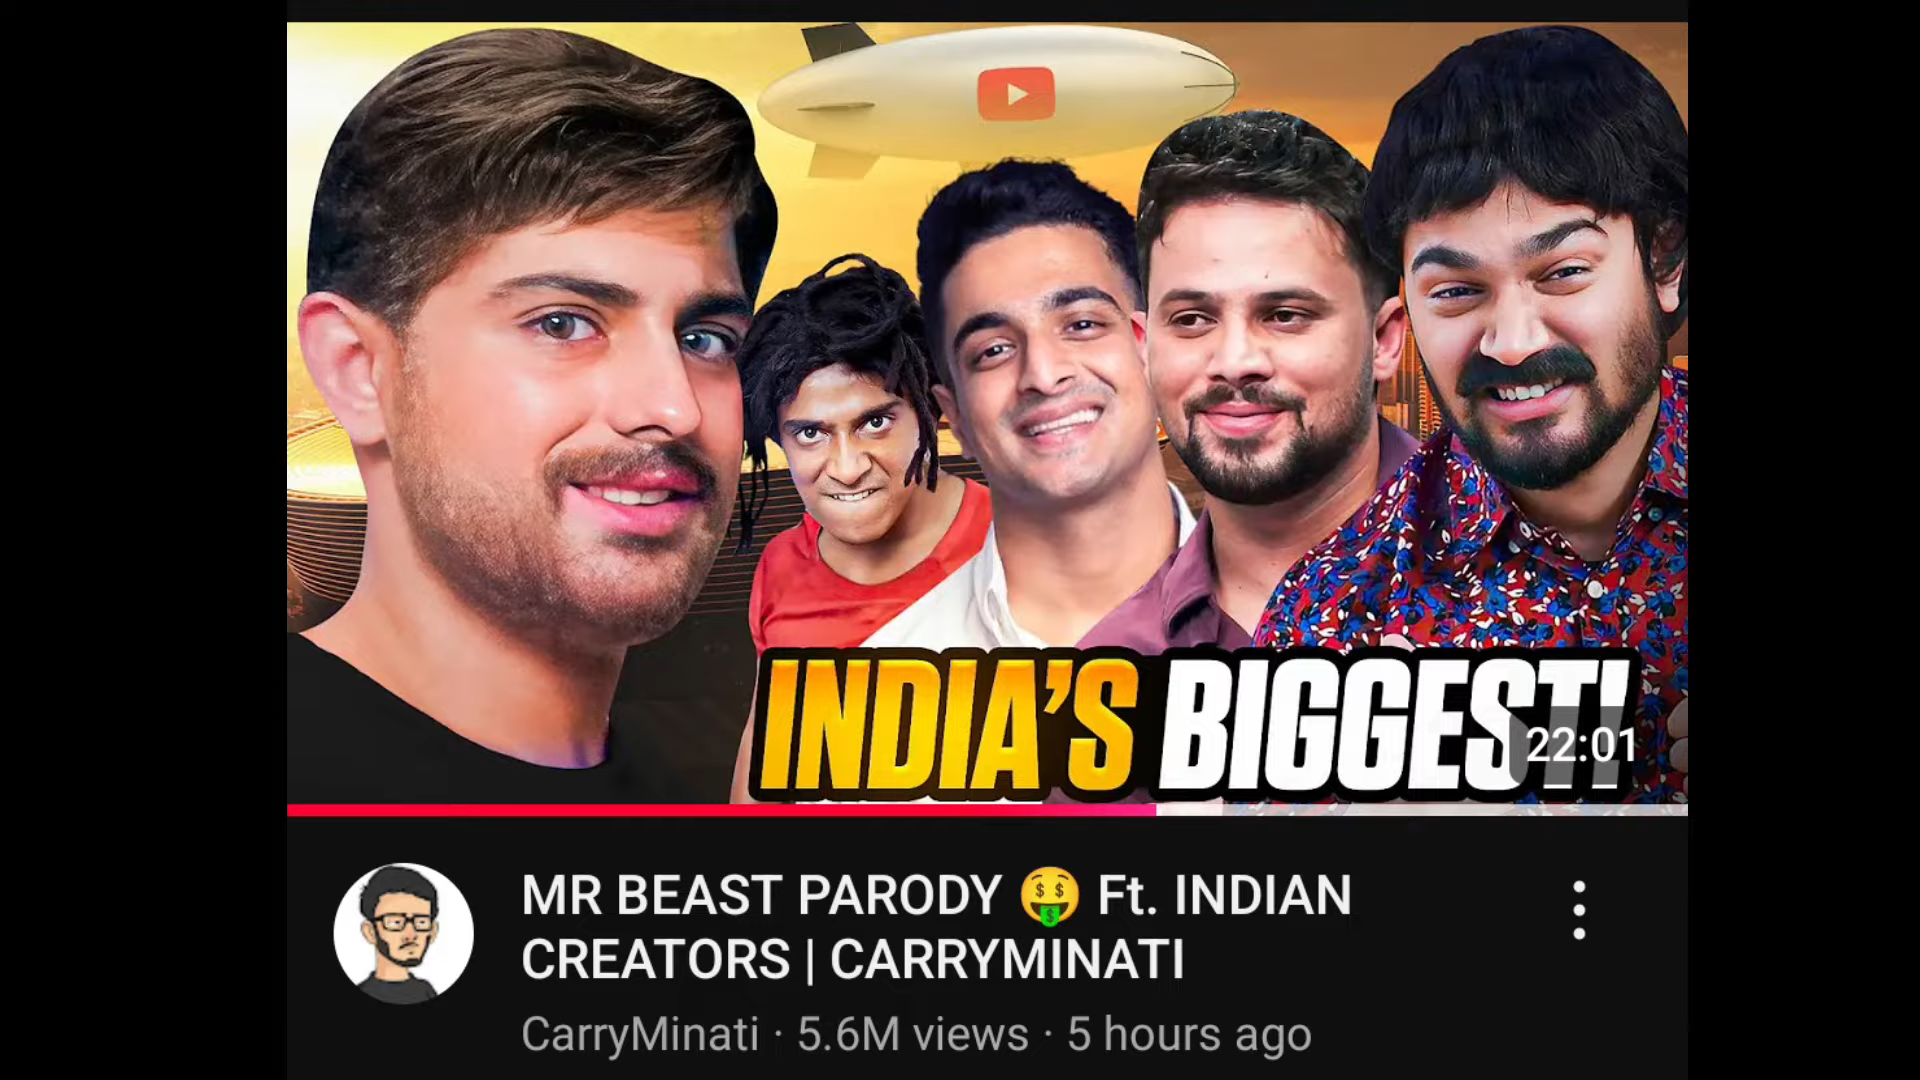 INDIA'S BIGGEST!
22:01
MR BEAST PARODY 🤑 Ft. INDIAN
CREATORS | CARRYMINATI
CarryMinati · 5.6M views · 5 hours ago